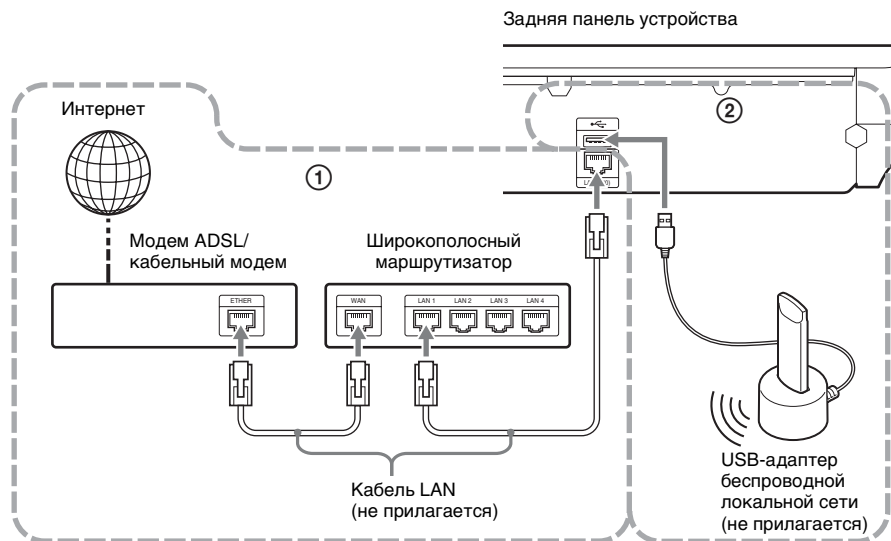 Задняя панель устройства
Интернет
①
②
Модем ADSL/
кабельный модем
Широкополосный
маршрутизатор
ETHER
WAN
LAN 1
LAN 2
LAN 3
LAN 4
Кабель LAN
(не прилагается)
USB-адаптер
беспроводной
локальной сети
(не прилагается)